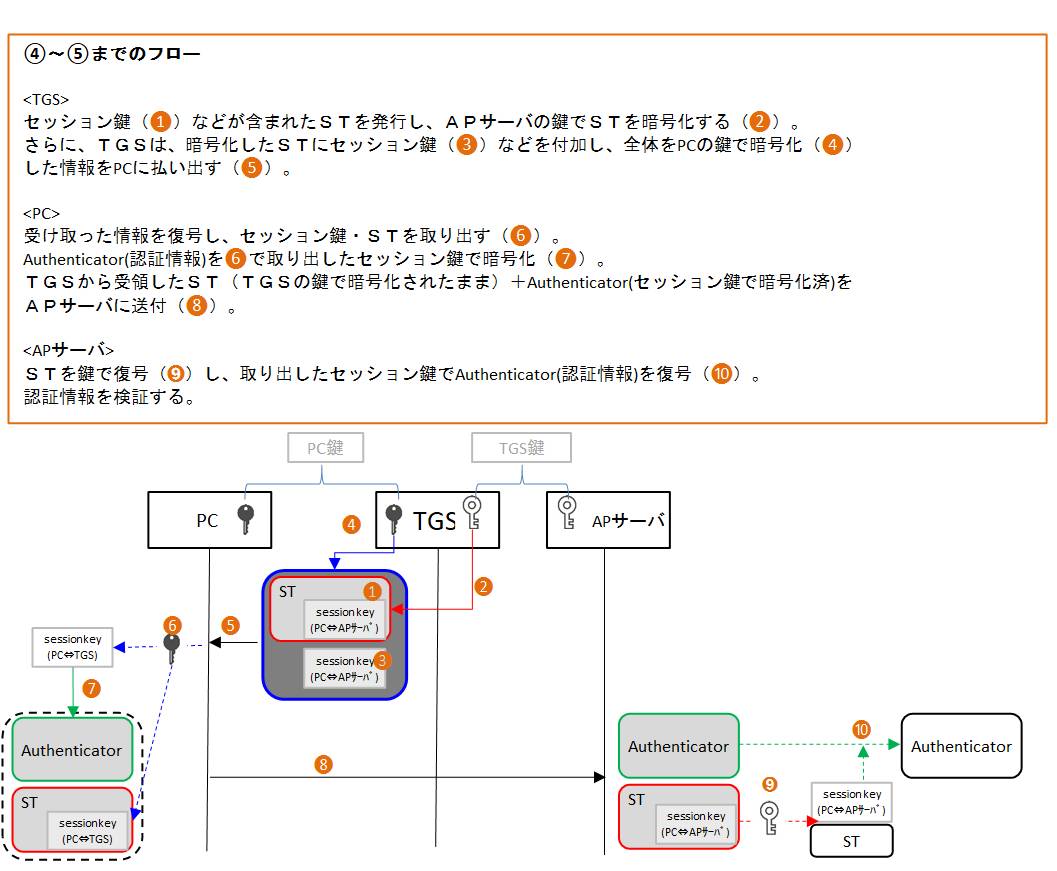 ④～⑤までのフロー
<TGS>
セッション鍵（1）などが含まれたＳＴを発行し、ＡＰサーバの鍵でＳＴを暗号化する（2）。
さらに、ＴＧＳは、暗号化したＳＴにセッション鍵（3）などを付加し、全体をPCの鍵で暗号化（4）
した情報をPCに払い出す（5）。
<PC>
受け取った情報を復号し、セッション鍵・ＳＴを取り出す（6）。
Authenticator(認証情報)を6で取り出したセッション鍵で暗号化（7）。
ＴＧＳから受領したＳＴ（ＴＧＳの鍵で暗号化されたまま）＋Authenticator(セッション鍵で暗号化済)を
ＡＰサーバに送付（8）。
<APサーバ>
ＳＴを鍵で復号（9）し、取り出したセッション鍵でAuthenticator(認証情報)を復号（10）。
認証情報を検証する。
PC鍵
TGS鍵
PC
4
TGS
APサーバ
ST
1
2
sessionkey
(PC⇔APｻｰﾊﾞ)
sessionkey
3
(PC⇔APｻｰﾊﾞ)
5
6
sessionkey
(PC⇔TGS)
7
Authenticator
ST
sessionkey
(PC⇔TGS)
8
Authenticator
ST
sessionkey
(PC⇔APｻｰﾊﾞ)
9
10
sessionkey
(PC⇔APｻｰﾊﾞ)
ST
Authenticator